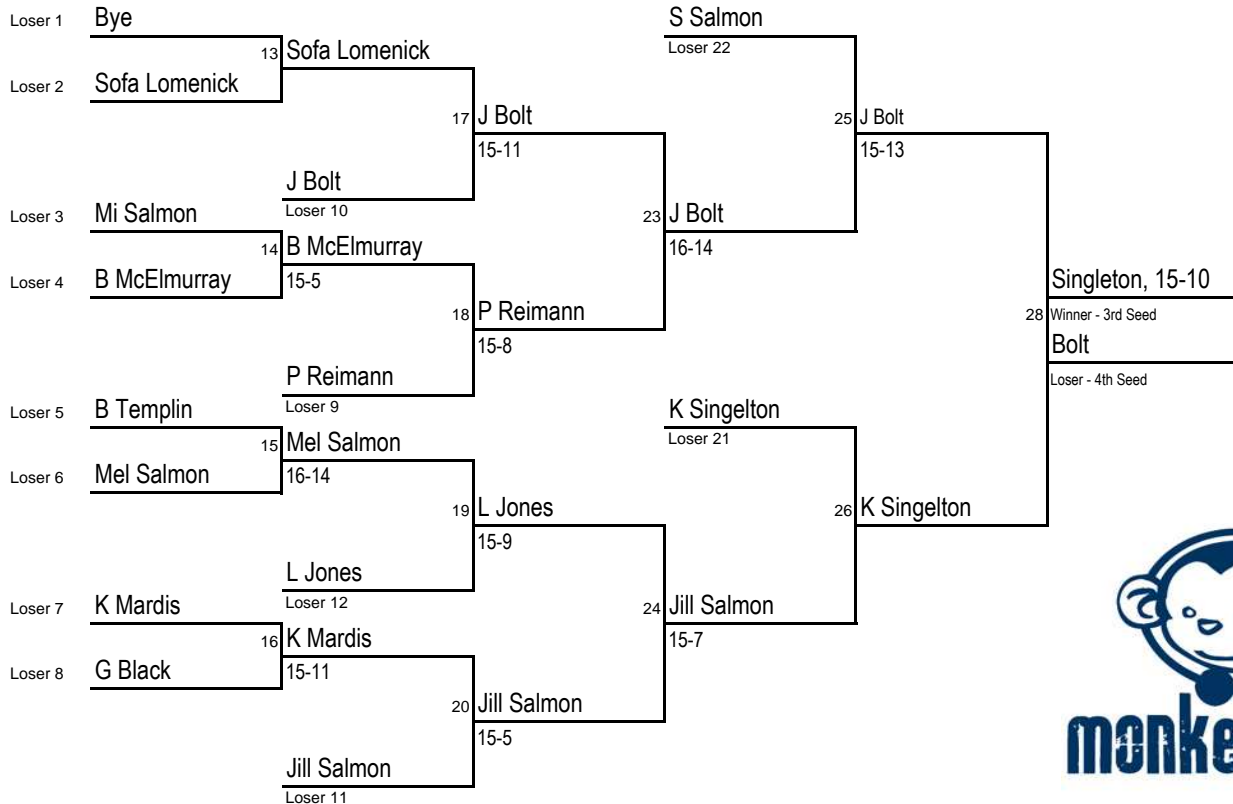 Loser 1 Bye
S Salmon
Loser 22
13 Sofa Lomenick
Loser 2 Sofa Lomenick
17 J Bolt
15-11
25 J Bolt
15-13
J Bolt
Loser 10
Loser 3 Mi Salmon
23 J Bolt
16-14
14 B McElmurray
15-5
Loser 4 B McElmurray
Singleton, 15-10
28 Winner - 3rd Seed
18 P Reimann
15-8
Bolt
Loser - 4th Seed
P Reimann
Loser 9
Loser 5 B Templin
K Singelton
Loser 21
15 Mel Salmon
16-14
Loser 6 Mel Salmon
19 L Jones
15-9
26 K Singelton
L Jones
Loser 12
Loser 7 K Mardis
24 Jill Salmon
15-7
16 K Mardis
15-11
Loser 8 G Black
20 Jill Salmon
15-5
monke
Jill Salmon
Loser 11